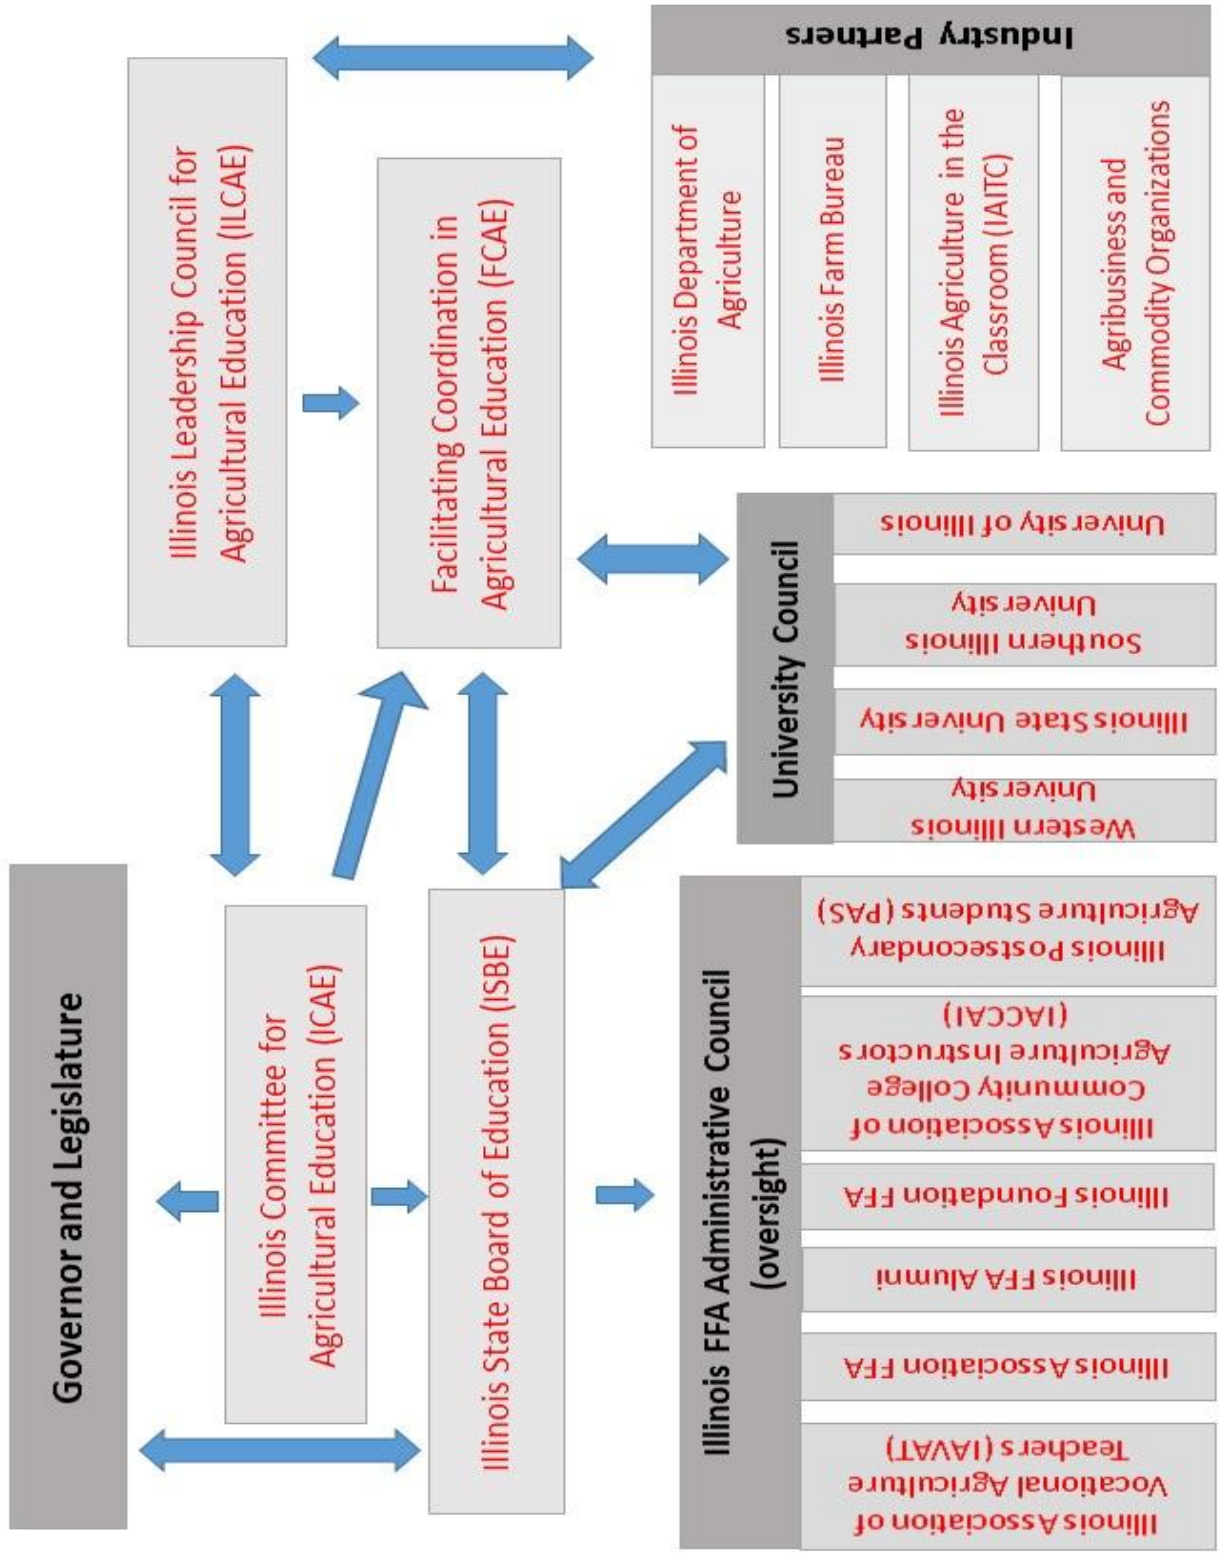 Governor and Legislature
Illinois Committee for
Agricultural Education (ICAE)
Illinois Leadership Council for
Agricultural Education (ILCAE)
Illinois State Board of Education (ISBE)
Facilitating Coordination in
Agricultural Education (FCAE)
Illinois FFA Administrative Council
(oversight)
Illinois Association of
Vocational Agriculture
Teachers (IAVAT)
Illinois Association FFA
Illinois FFA Alumni
Illinois Foundation FFA
Illinois Association of
Community College
Agriculture Instructors
(IACCAI)
Illinois Postsecondary
Agriculture Students (PAS)
University Council
Western Illinois
University
Illinois State University
Southern Illinois
University
University of Illinois
Industry Partners
Illinois Department of
Agriculture
Illinois Farm Bureau
Illinois Agriculture in the
Classroom (IAITC)
Agribusiness and
Commodity Organizations